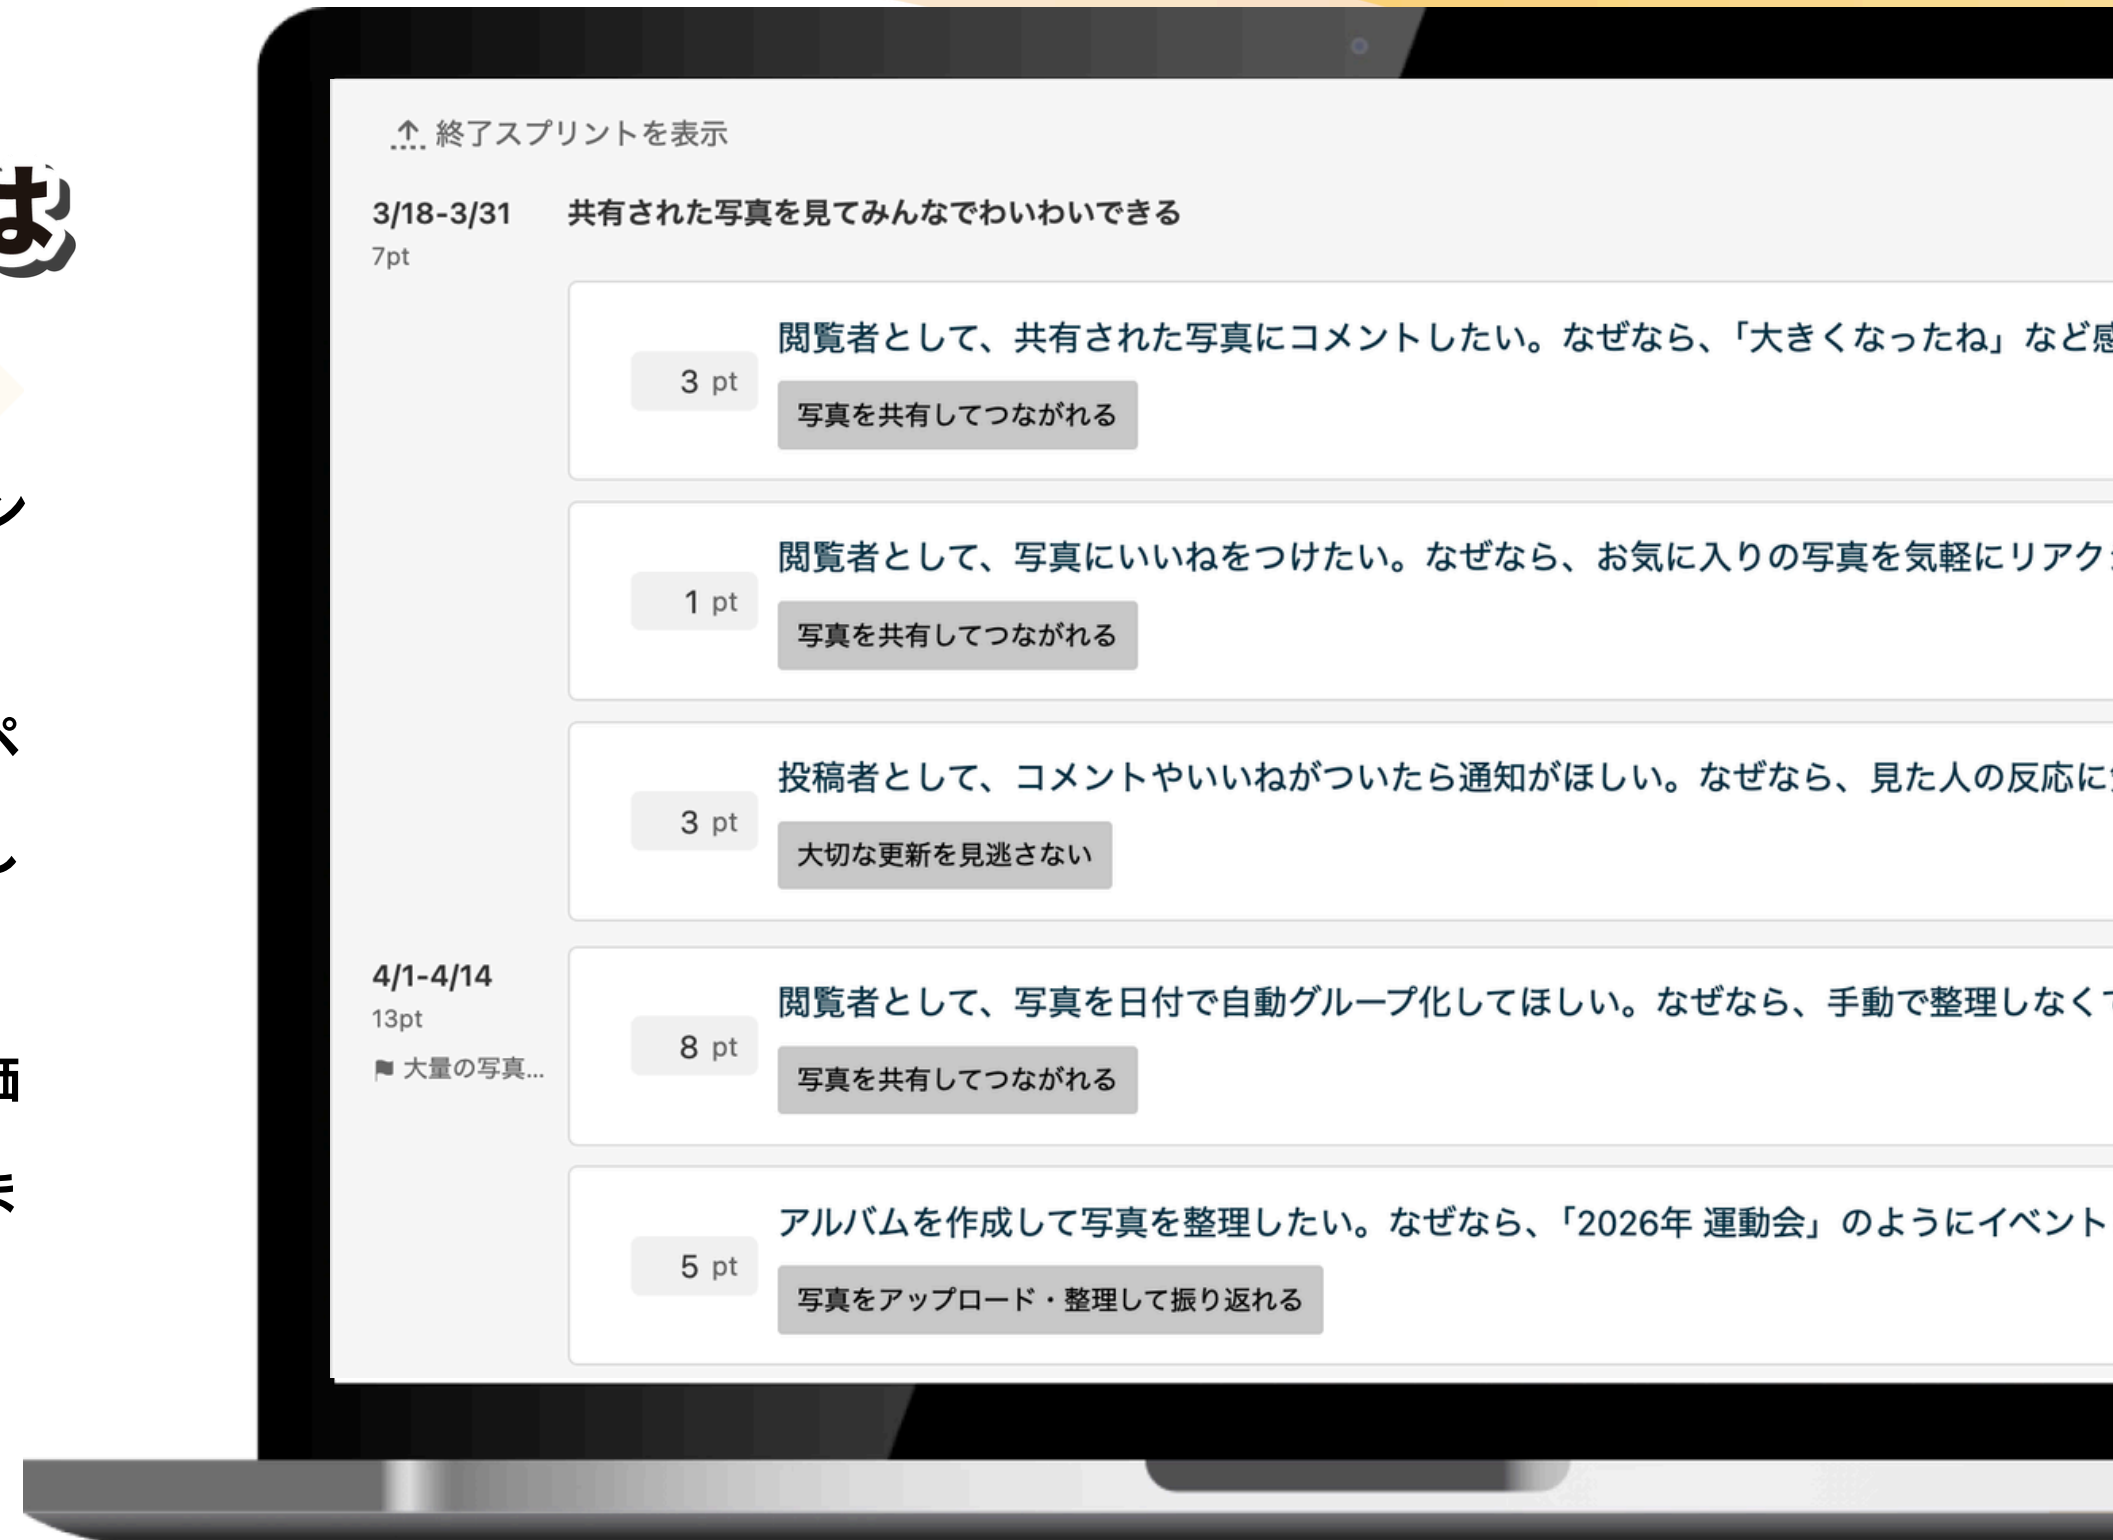 は
ン
ペ
し
ま
終了スプリントを表示
3/18-3/31
7pt
共有された写真を見てみんなでわいわいできる
3 pt
閲覧者として、共有された写真にコメントしたい。なぜなら、「大きくなったね」など感
写真を共有してつながれる
1 pt
閲覧者として、写真にいいねをつけたい。なぜなら、お気に入りの写真を気軽にリアク
写真を共有してつながれる
3 pt
投稿者として、コメントやいいねがついたら通知がほしい。なぜなら、見た人の反応に
大切な更新を見逃さない
4/1-4/14
13pt
大量の写真...
8 pt
閲覧者として、写真を日付で自動グループ化してほしい。なぜなら、手動で整理しなくて
写真を共有してつながれる
5 pt
アルバムを作成して写真を整理したい。なぜなら、「2026年 運動会」のようにイベント
写真をアップロード・整理して振り返れる